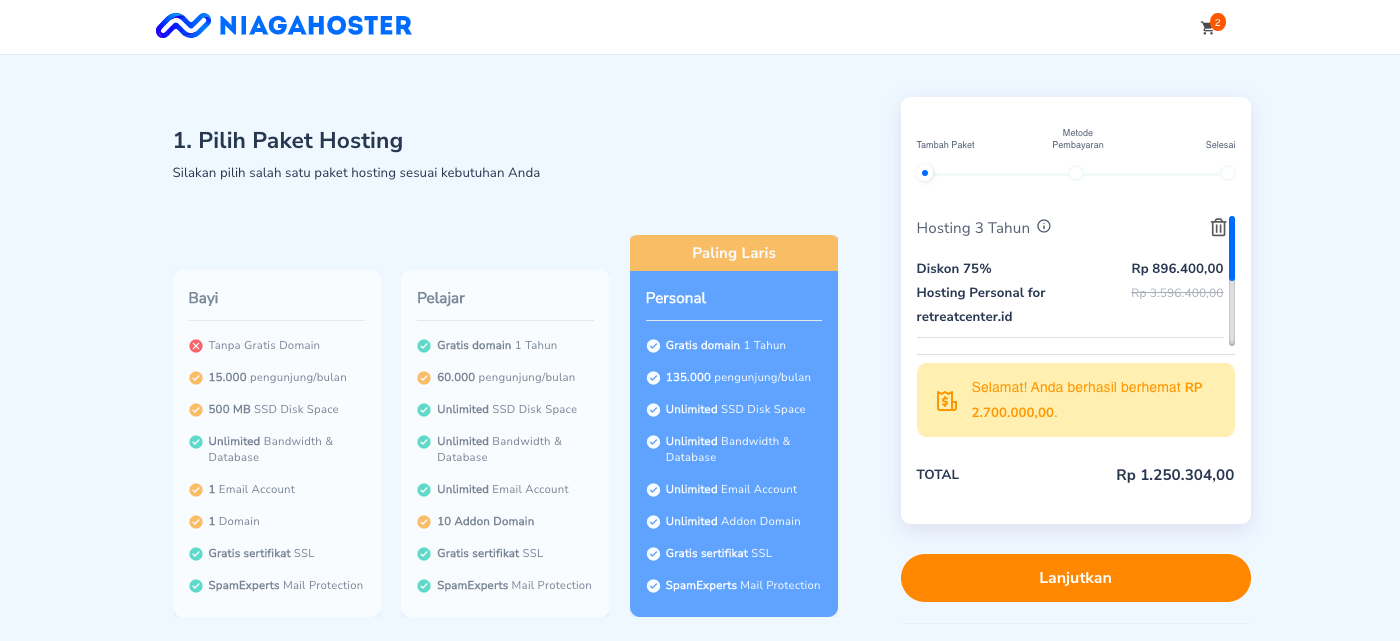 NIAGAHOSTER
2
1. Pilih Paket Hosting
Silakan pilih salah satu paket hosting sesuai kebutuhan Anda
Bayi
Tanpa Gratis Domain
15.000 pengunjung/bulan
500 MB SSD Disk Space
Unlimited Bandwidth &
Database
1 Email Account
1 Domain
Gratis sertifikat SSL
SpamExperts Mail Protection
Pelajar
Gratis domain 1 Tahun
60.000 pengunjung/bulan
Unlimited SSD Disk Space
Unlimited Bandwidth &
Database
Unlimited Email Account
10 Addon Domain
Gratis sertifikat SSL
SpamExperts Mail Protection
Paling Laris
Personal
Gratis domain 1 Tahun
135.000 pengunjung/bulan
Unlimited SSD Disk Space
Unlimited Bandwidth &
Database
Unlimited Email Account
Unlimited Addon Domain
Gratis sertifikat SSL
SpamExperts Mail Protection
Tambah Paket
Metode
Pembayaran
Selesai
Hosting 3 Tahun
Diskon 75% Rp 896.400,00
Hosting Personal for Rp 3.596.400,00
retreatcenter.id
Selamat! Anda berhasil berhemat RP
2.700.000,00.
TOTAL Rp 1.250.304,00
Lanjutkan